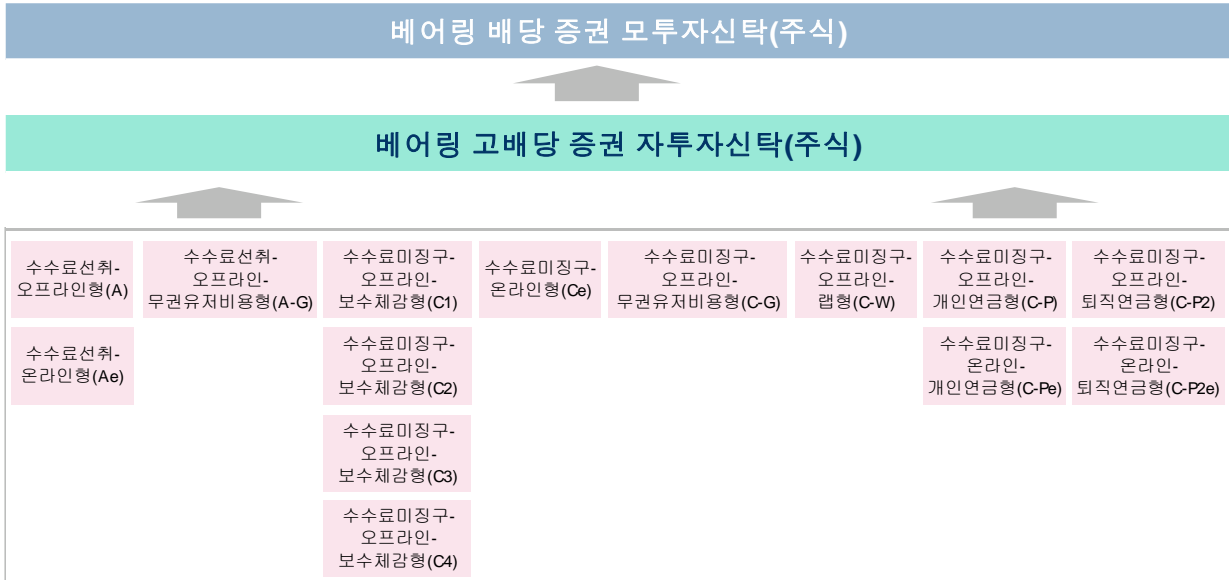 베어링 배당 증권 모투자신탁(주식)
베어링 고배당 증권 자투자신탁(주식)
수수료선취-
오프라인형(A)
수수료선취-
오프라인-
무권유저비용형(A-G)
수수료미징구-
오프라인-
보수체감형(C1)
수수료미징구-
온라인형(Ce)
수수료미징구-
오프라인-
무권유저비용형(C-G)
수수료미징구-
오프라인-
랩형(C-W)
수수료미징구-
오프라인-
개인연금형(C-P)
수수료미징구-
오프라인-
퇴직연금형(C-P2)
수수료선취-
온라인형(Ae)
수수료미징구-
오프라인-
보수체감형(C2)
수수료미징구-
온라인-
개인연금형(C-Pe)
수수료미징구-
온라인-
퇴직연금형(C-P2e)
수수료미징구-
오프라인-
보수체감형(C3)
수수료미징구-
오프라인-
보수체감형(C4)